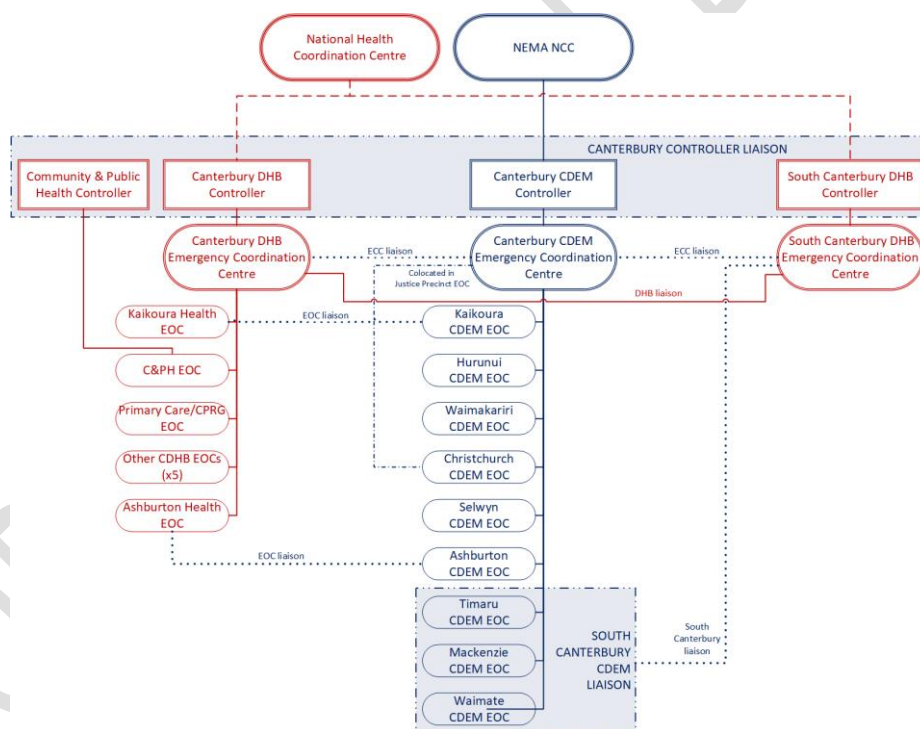 National Health
Coordination Centre
NEMA NCC
CANTERBURY CONTROLLER LIAISON
Community & Public
Health Controller
Canterbury DHB
Controller
Canterbury CDEM
Controller
South Canterbury DHB
Controller
Canterbury DHB
Emergency Coordination
Centre
ECC liaison
Canterbury CDEM
Emergency Coordination
Centre
ECC liaison
South Canterbury DHB
Emergency Coordination
Centre
Colocated in
Justice Precinct EOC
DHB liaison
Kaikoura Health
EOC
EOC liaison
Kaikoura
CDEM EOC
C&PH EOC
Hurunui
CDEM EOC
Primary Care/CPRG
EOC
Waimakariri
CDEM EOC
Other CDHB EOCs
(x5)
Christchurch
CDEM EOC
Ashburton Health
EOC
Selwyn
CDEM EOC
EOC liaison
Ashburton
CDEM EOC
Timaru
CDEM EOC
Mackenzie
CDEM EOC
Waimate
CDEM EOC
SOUTH
CANTERBURY
CDEM
LIAISON
South
Canterbury
liaison